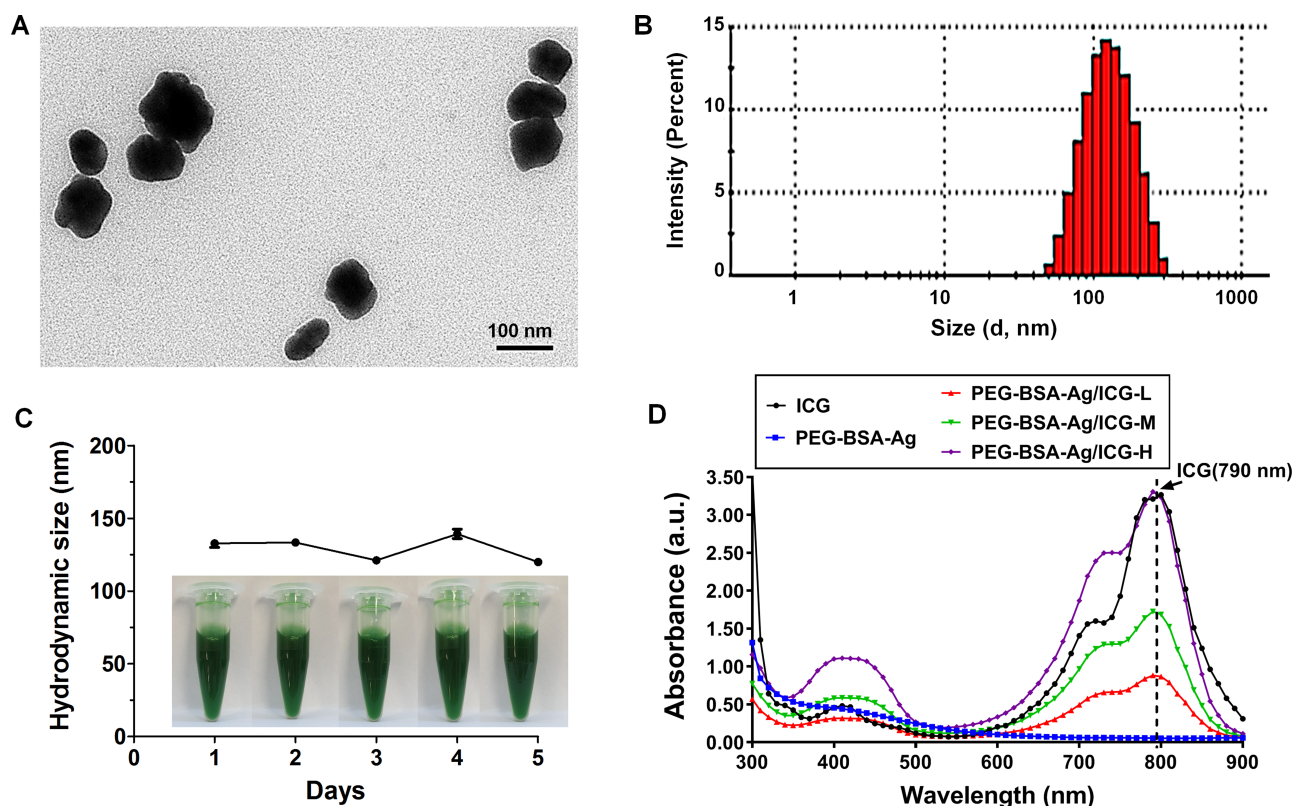 A
100 nm
B
15
10
5
0
Intensity (Percent)
1
10
100
1000
Size (d, nm)
C
200
150
100
50
0
Hydrodynamic size (nm)
0
1
2
3
4
5
Days
D
ICG
PEG-BSA-Ag
PEG-BSA-Ag/ICG-L
PEG-BSA-Ag/ICG-M
PEG-BSA-Ag/ICG-H
ICG(790 nm)
3.50
3.00
2.50
2.00
1.50
1.00
0.50
0.00
Absorbance (a.u.)
300
400
500
600
700
800
900
Wavelength (nm)